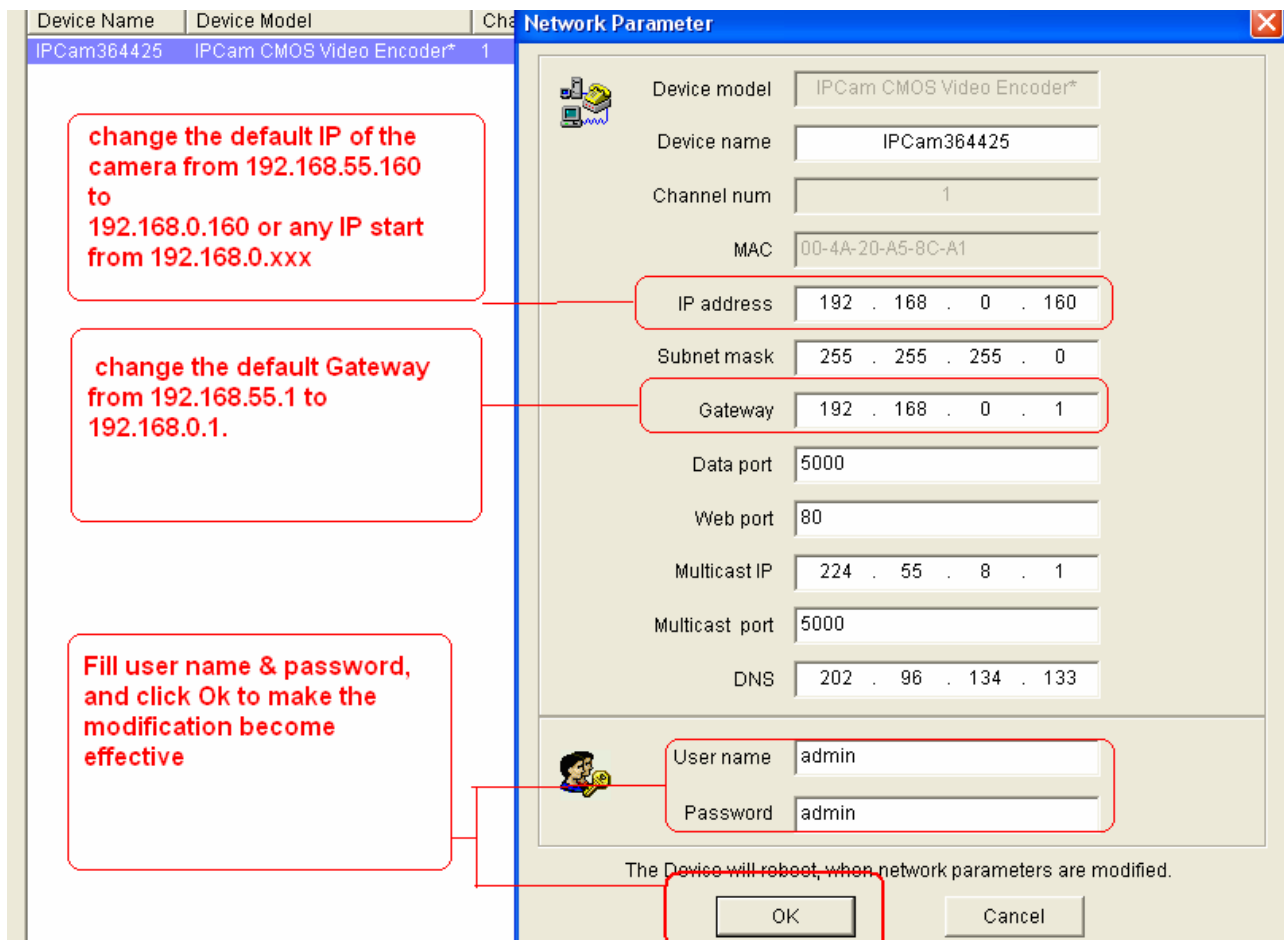 Device Name Device Model Cha
IPCam364425 IPCam CMOS Video Encoder* 1
change the default IP of the
camera from 192.168.55.160
to
192.168.0.160 or any IP start
from 192.168.0.xxx
change the default Gateway
from 192.168.55.1 to
192.168.0.1.
Fill user name & password,
and click Ok to make the
modification become
effective
Network Parameter
Device model IPCam CMOS Video Encoder*
Device name IPCam364425
Channel num 1
MAC 00-4A-20-A5-8C-A1
IP address 192 . 168 . 0 . 160
Subnet mask 255 . 255 . 255 . 0
Gateway 192 . 168 . 0 . 1
Data port 5000
Web port 80
Multicast IP 224 . 55 . 8 . 1
Multicast port 5000
DNS 202 . 96 . 134 . 133
User name admin
Password admin
The Device will reboot, when network parameters are modified.
OK Cancel